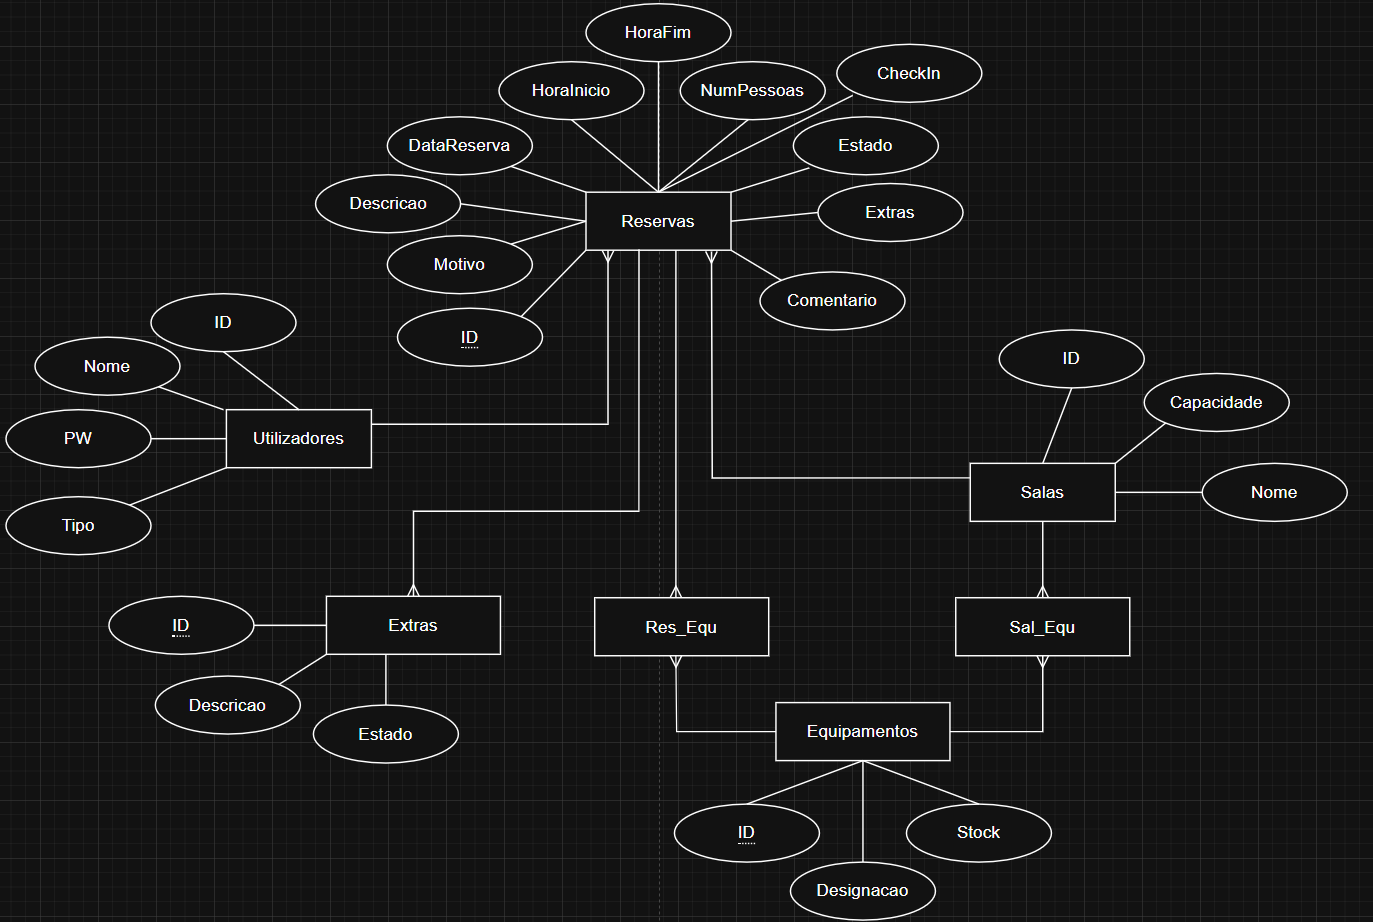 HoraFim
CheckIn
HoraInicio
NumPessoas
DataReserva
Estado
Descricao
Extras
Reservas
Motivo
Comentario
ID
ID
Nome
ID
Capacidade
PW
Utilizadores
Salas
Nome
Tipo
ID
Extras
Res_Equ
Sal_Equ
Descricao
Estado
Equipamentos
ID
Stock
Designacao